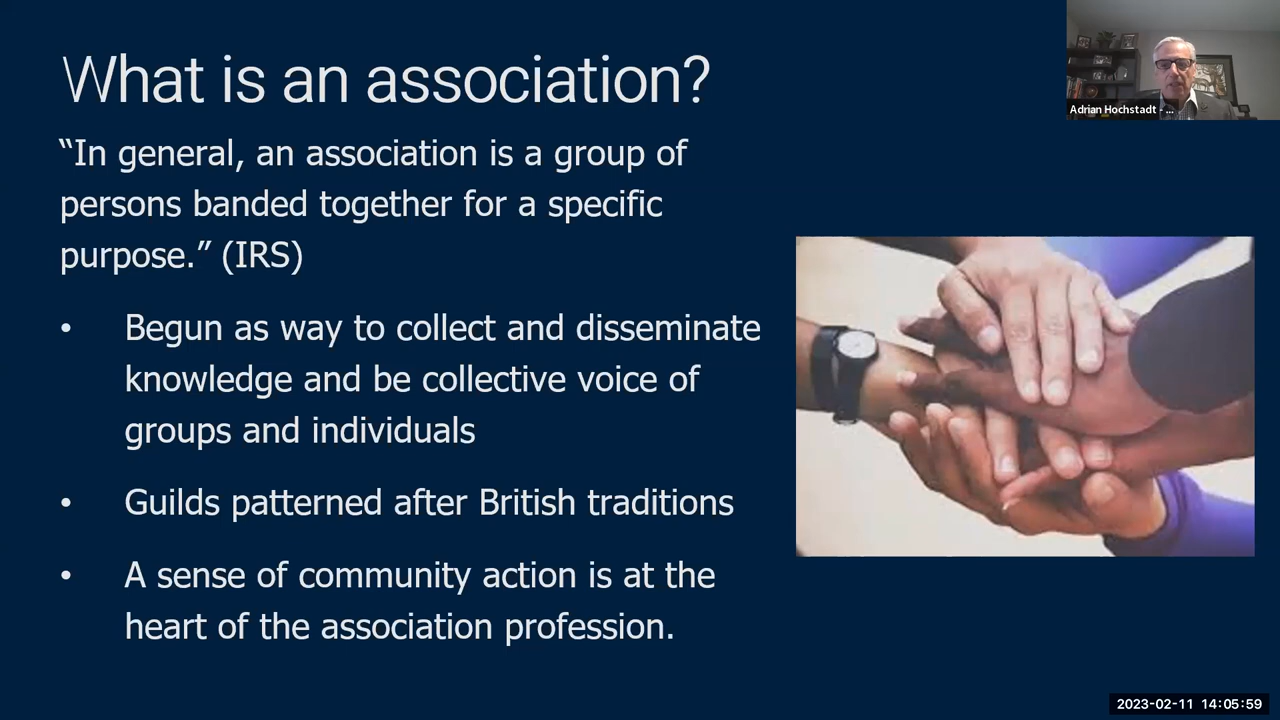 What is an association?
“In general, an association is a group of
persons banded together for a specific
purpose.” (IRS)
• Begun as way to collect and disseminate
knowledge and be collective voice of
groups and individuals
• Guilds patterned after British traditions
• A sense of community action is at the
heart of the association profession.
Adrian Hochstadt - ...
2023-02-11 14:05:59